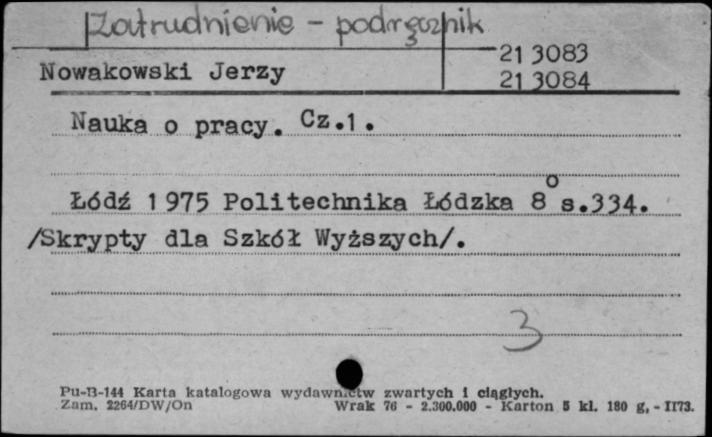 Zatrudnienie - podręcznik
21 3083
Nowakowski Jerzy
21 3084
Nauka o pracy. Cz.1.
Łódź 1975 Politechnika Łódzka 8° s.334.
/Skrypty dla Szkół Wyższych/.
3
Pu-B-144 Karta katalogowa wydawnictw zwartych i ciągłych.
Zam. 2264/DW/On Wrak 76 - 2.300.000 - Karton 5 kl. 180 g, - II73.